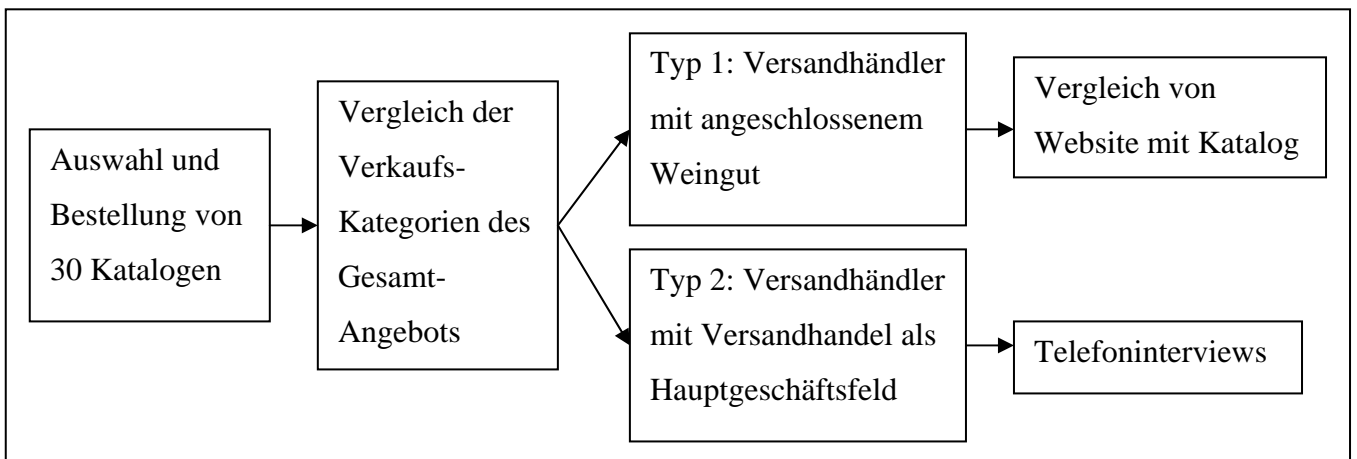 Auswahl und
Bestellung von
30 Katalogen
Vergleich der
Verkaufs-
Kategorien des
Gesamt-
Angebots
Typ 1: Versandhändler
mit angeschlossenem
Weingut
Typ 2: Versandhändler
mit Versandhandel als
Hauptgeschäftsfeld
Vergleich von
Website mit Katalog
Telefoninterviews